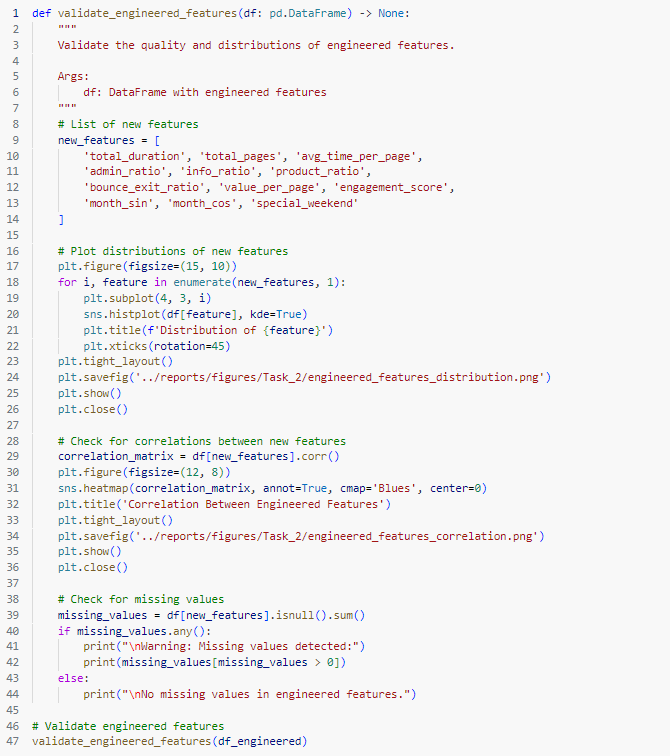 1 def validate_engineered_features(df: pd.DataFrame) -> None:
2     """
3     Validate the quality and distributions of engineered features.
4
5     Args:
6         df: DataFrame with engineered features
7     """
8     # List of new features
9     new_features = [
10         'total_duration', 'total_pages', 'avg_time_per_page',
11         'admin_ratio', 'info_ratio', 'product_ratio',
12         'bounce_exit_ratio', 'value_per_page', 'engagement_score',
13         'month_sin', 'month_cos', 'special_weekend'
14     ]
15
16     # Plot distributions of new features
17     plt.figure(figsize=(15, 10))
18     for i, feature in enumerate(new_features, 1):
19         plt.subplot(4, 3, i)
20         sns.histplot(df[feature], kde=True)
21         plt.title(f'Distribution of {feature}')
22         plt.xticks(rotation=45)
23     plt.tight_layout()
24     plt.savefig('../reports/figures/Task_2/engineered_features_distribution.png')
25     plt.show()
26     plt.close()
27
28     # Check for correlations between new features
29     correlation_matrix = df[new_features].corr()
30     plt.figure(figsize=(12, 8))
31     sns.heatmap(correlation_matrix, annot=True, cmap='Blues', center=0)
32     plt.title('Correlation Between Engineered Features')
33     plt.tight_layout()
34     plt.savefig('../reports/figures/Task_2/engineered_features_correlation.png')
35     plt.show()
36     plt.close()
37
38     # Check for missing values
39     missing_values = df[new_features].isnull().sum()
40     if missing_values.any():
41         print("\nWarning: Missing values detected:")
42         print(missing_values[missing_values > 0])
43     else:
44         print("\nNo missing values in engineered features.")
45
46 # Validate engineered features
47 validate_engineered_features(df_engineered)